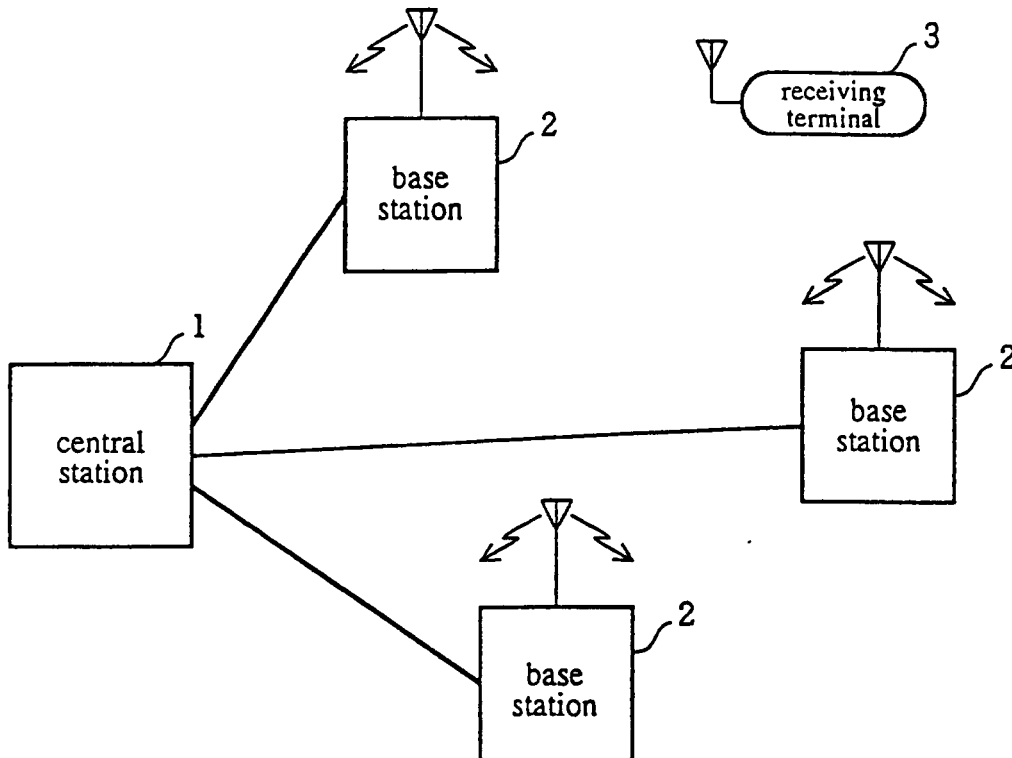 3
receiving
terminal
2
base
station
1
central
station
2
base
station
2
base
station